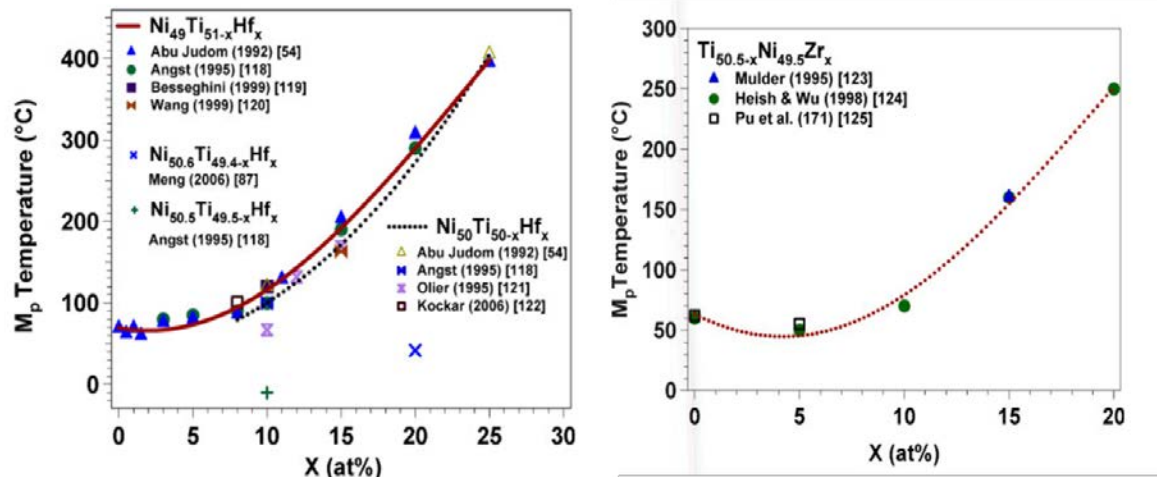 Ni49Ti51-xHfx
Abu Judom (1992) [54]
Angst (1995) [118]
Besseghini (1999) [119]
Wang (1999) [120]
Ni50.6Ti49.4-xHfx
Meng (2006) [87]
Ni50.5Ti49.5-xHfx
Angst (1995) [118]
Ni50Ti50-xHfx
Abu Judom (1992) [54]
Angst (1995) [118]
Olier (1995) [121]
Kockar (2006) [122]
Mp Temperature (°C)
400
300
200
100
0
0 5 10 15 20 25 30
X (at%)
Ti50.5-xNi49.5Zrx
Mulder (1995) [123]
Heish & Wu (1998) [124]
Pu et al. (171) [125]
MpTemperature (°C)
300
250
200
150
100
50
0
0 5 10 15 20
X (at%)